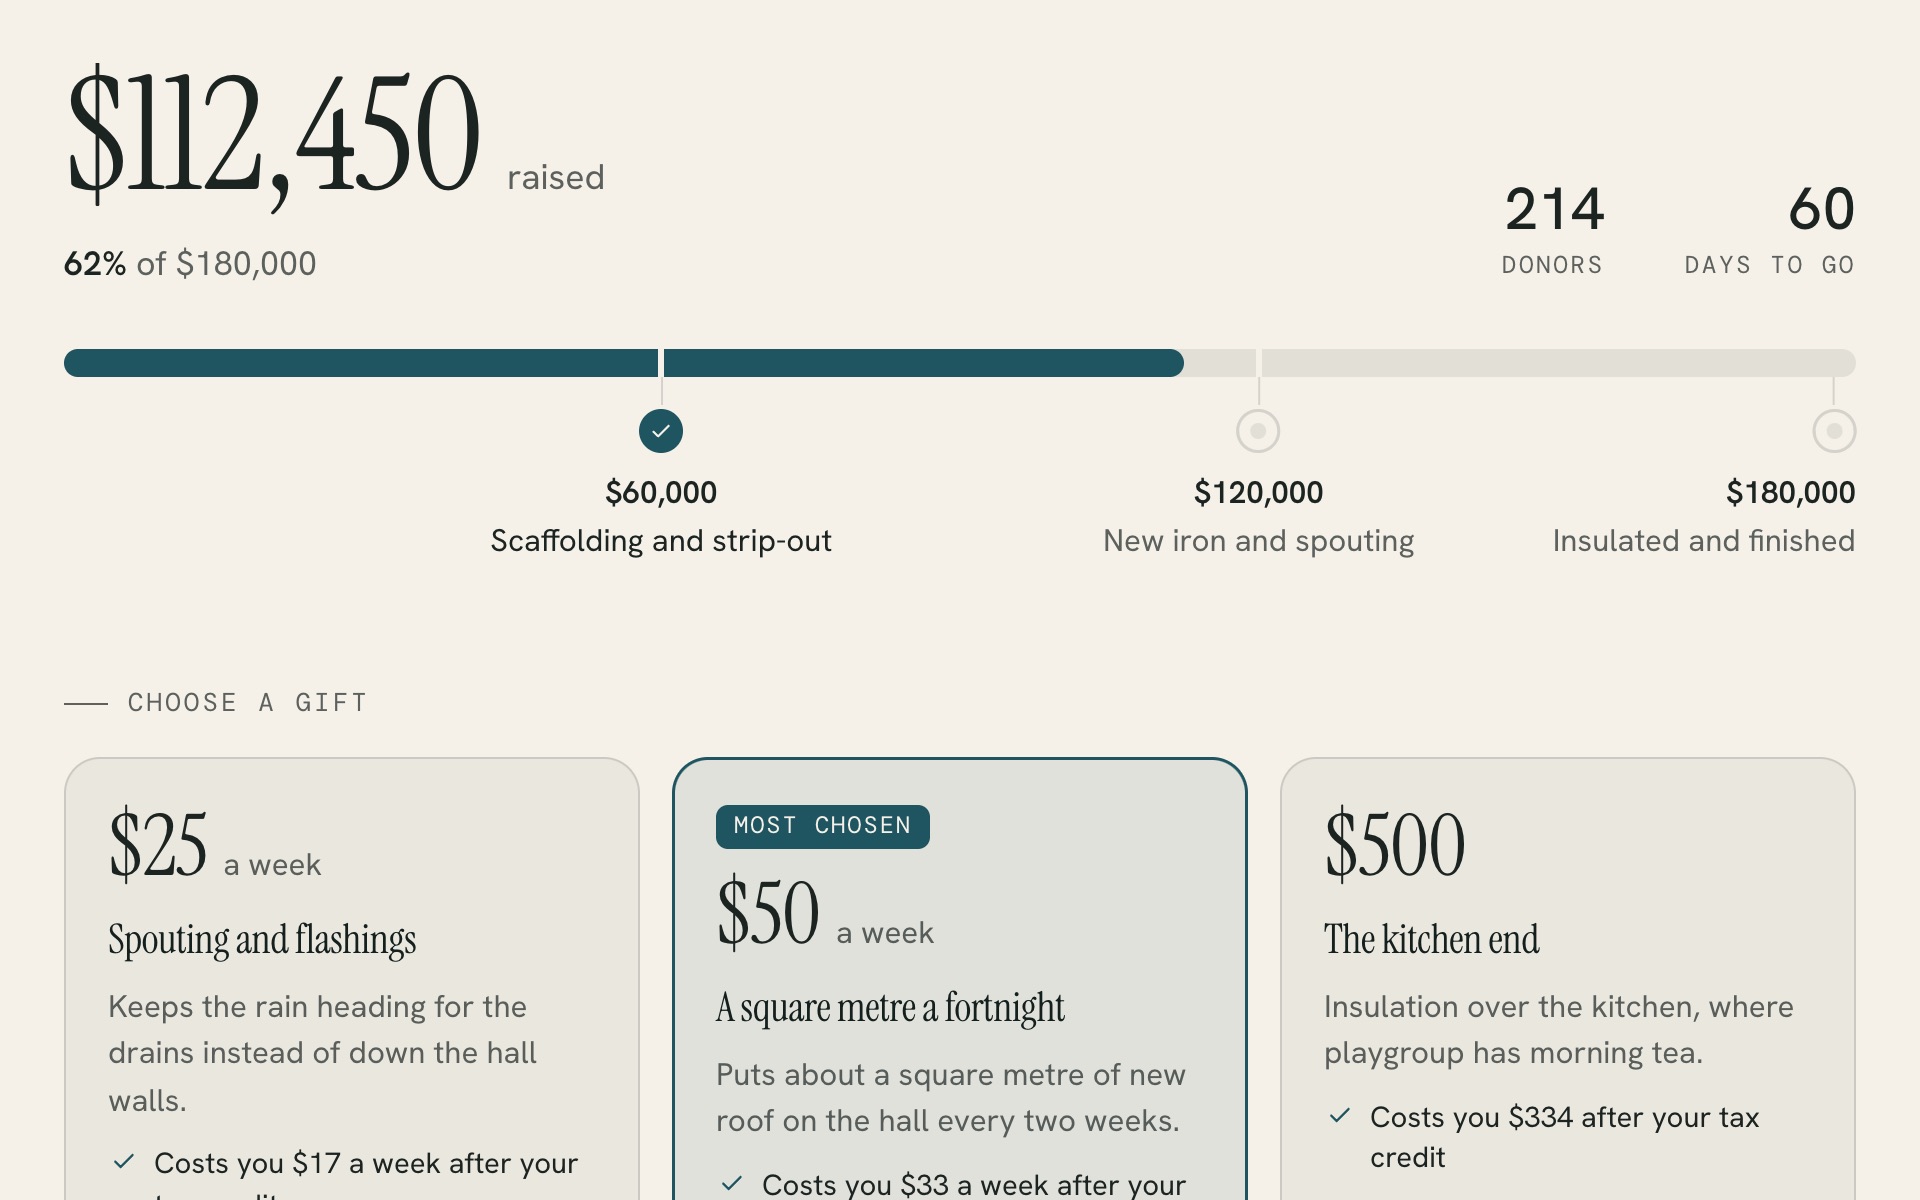 $112,450 raised
62% of $180,000
214
DONORS
60
DAYS TO GO
$60,000
Scaffolding and strip-out
$120,000
New iron and spouting
$180,000
Insulated and finished
CHOOSE A GIFT
$25 a week
Spouting and flashings
Keeps the rain heading for the
drains instead of down the hall
walls.
Costs you $17 a week after your
MOST CHOSEN
$50 a week
A square metre a fortnight
Puts about a square metre of new
roof on the hall every two weeks.
Costs you $33 a week after your
$500
The kitchen end
Insulation over the kitchen, where
playgroup has morning tea.
Costs you $334 after your tax
credit